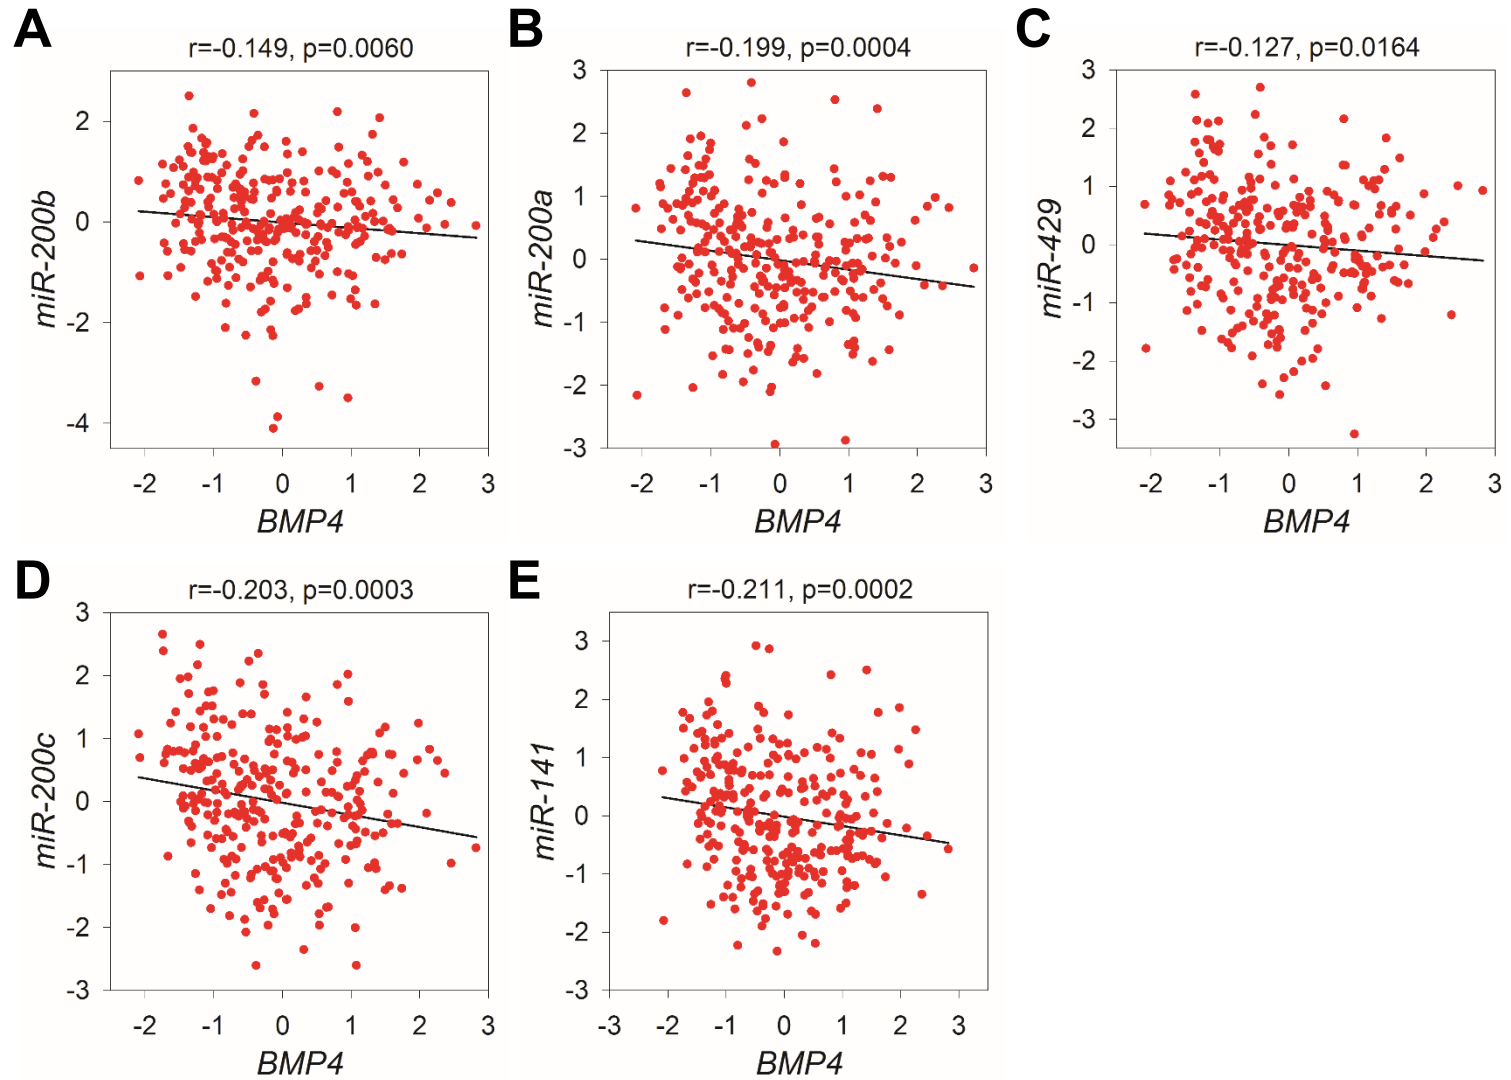 A
r=-0.149, p=0.0060
miR-200b
2
0
-2
-4
-2 -1 0 1 2 3
BMP4
B
r=-0.199, p=0.0004
miR-200a
3
2
1
0
-1
-2
-3
-2 -1 0 1 2 3
BMP4
C
r=-0.127, p=0.0164
miR-429
3
2
1
0
-1
-2
-3
-2 -1 0 1 2 3
BMP4
D
r=-0.203, p=0.0003
miR-200c
3
2
1
0
-1
-2
-3
-2 -1 0 1 2 3
BMP4
E
r=-0.211, p=0.0002
miR-141
3
2
1
0
-1
-2
-3
-3 -2 -1 0 1 2 3
BMP4